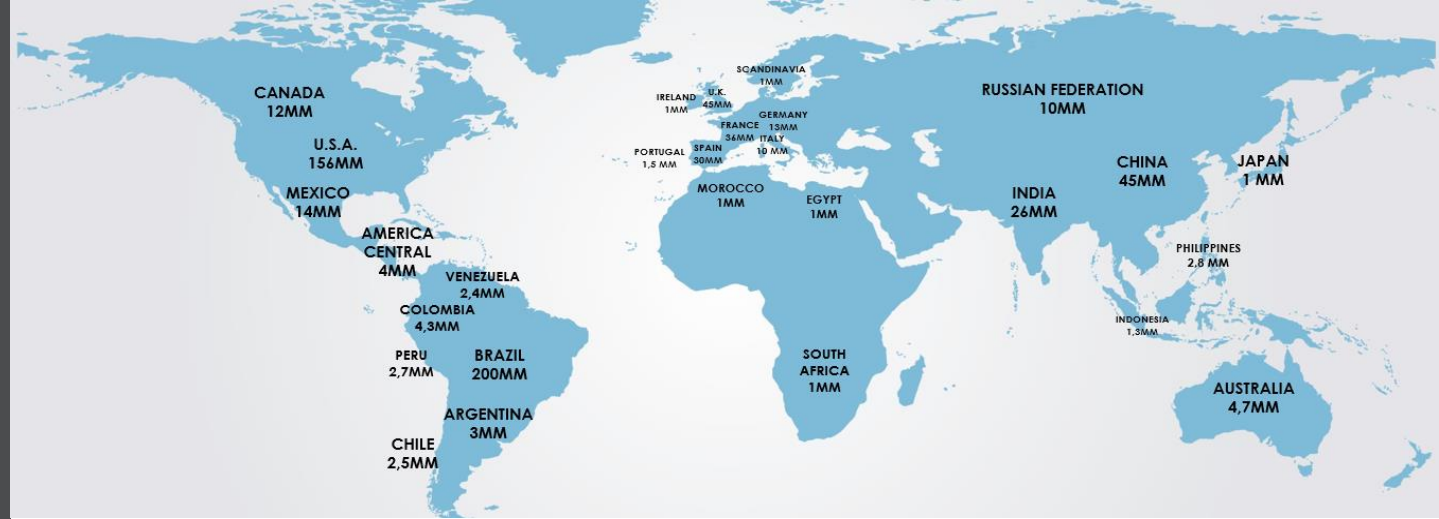 CANADA
12MM
U.S.A.
156MM
MEXICO
14MM
AMERICA
CENTRAL
4MM
VENEZUELA
2,4MM
COLOMBIA
4,3MM
PERU
2,7MM
BRAZIL
200MM
ARGENTINA
3MM
CHILE
2,5MM
SCANDINAVIA
1MM
IRELAND
1MM
U.K.
45MM
GERMANY
13MM
FRANCE
36MM
ITALY
10 MM
PORTUGAL
1,5 MM
SPAIN
30MM
MOROCCO
1MM
EGYPT
1MM
SOUTH
AFRICA
1MM
RUSSIAN FEDERATION
10MM
CHINA
45MM
JAPAN
1 MM
INDIA
26MM
PHILIPPINES
2,8 MM
INDONESIA
1,3MM
AUSTRALIA
4,7MM